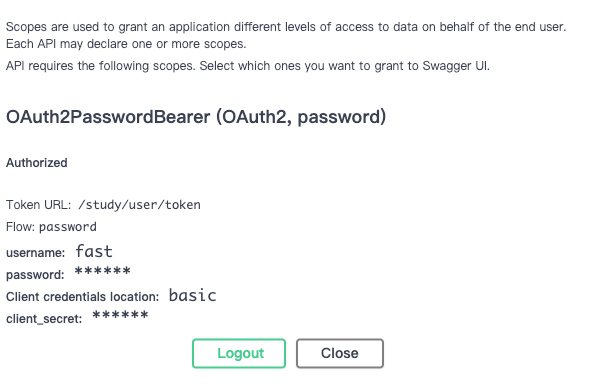 Scopes are used to grant an application different levels of access to data on behalf of the end user.
Each API may declare one or more scopes.
API requires the following scopes. Select which ones you want to grant to Swagger UI.
OAuth2PasswordBearer (OAuth2, password)
Authorized
Token URL: /study/user/token
Flow: password
username: fast
password: ******
Client credentials location: basic
client_secret: ******
Logout Close